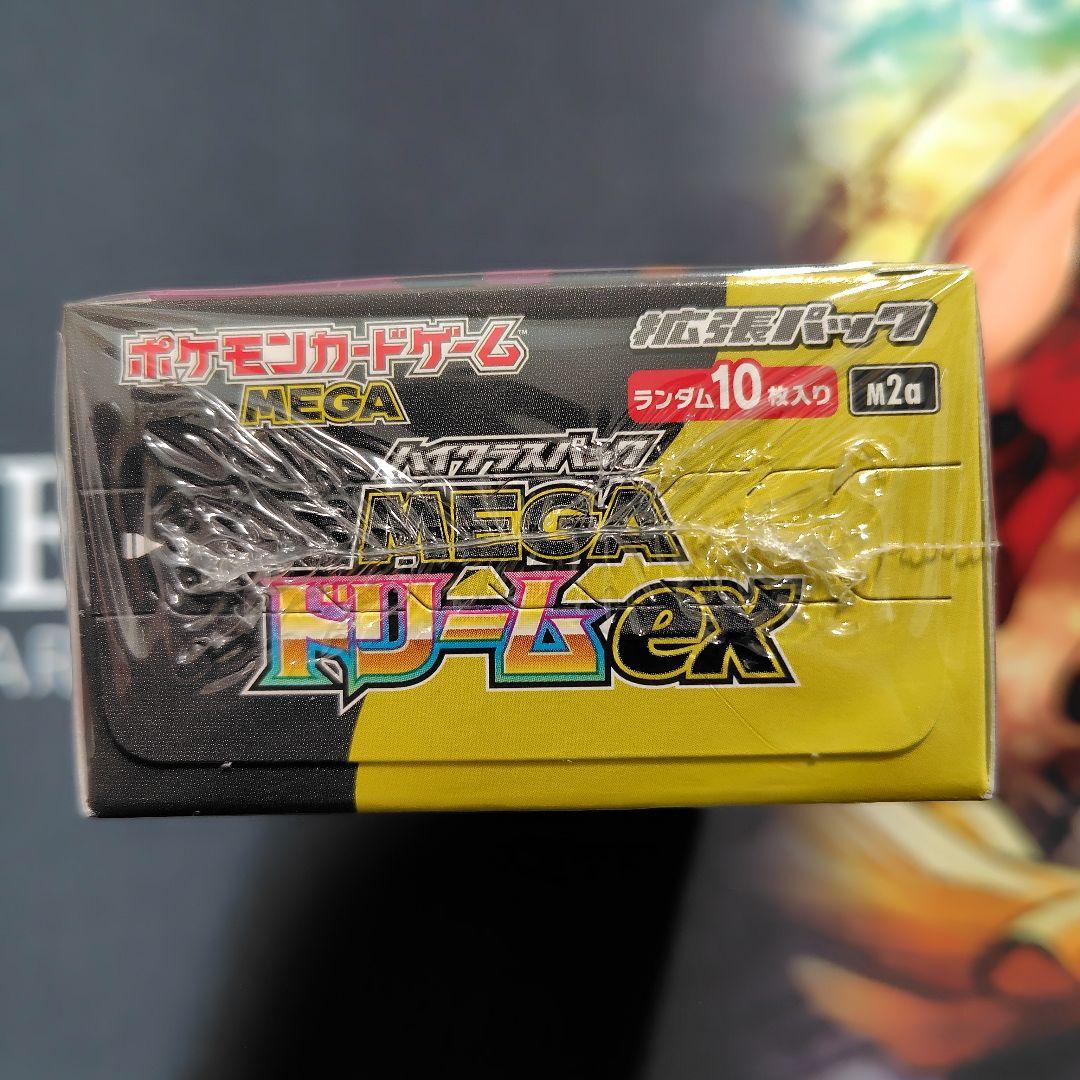 ポケモンカードゲーム™
MEGA
拡張パック
ランダム10枚入り
M2a
ハイクラスパック
MEGA
ドリームex